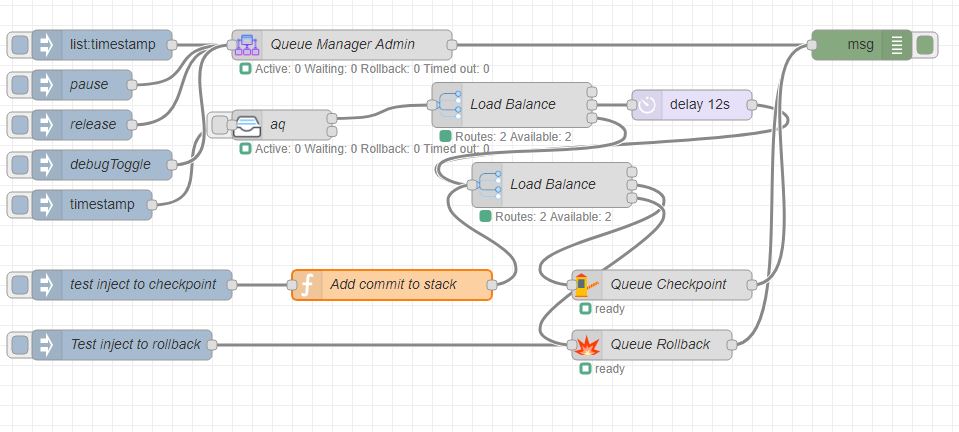 list:timestamp
Queue Manager Admin
msg
Active: 0 Waiting: 0 Rollback: 0 Timed out: 0
pause
Load Balance
delay 12s
release
aq
Routes: 2 Available: 2
Active: 0 Waiting: 0 Rollback: 0 Timed out: 0
debugToggle
Load Balance
timestamp
Routes: 2 Available: 2
test inject to checkpoint
Add commit to stack
Queue Checkpoint
ready
Test inject to rollback
Queue Rollback
ready